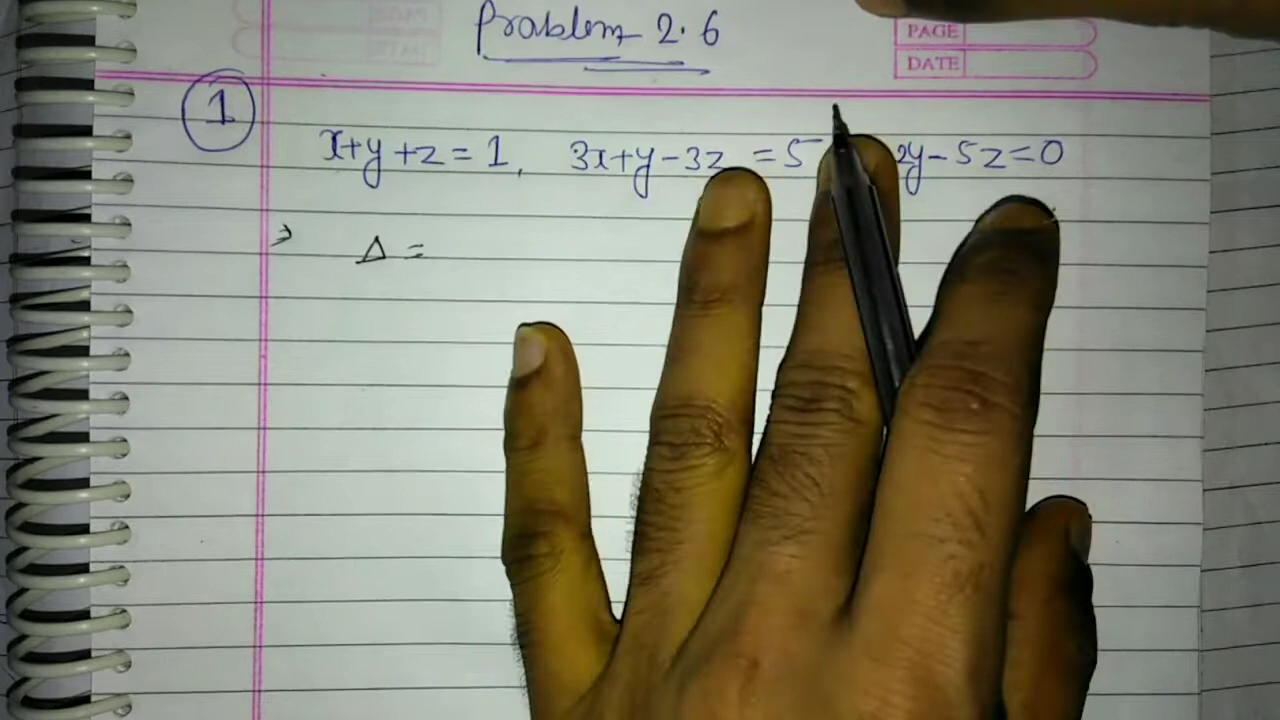 Problem 2.6
PAGE
DATE
1
x+y+z=1, 3x+y-3z =5 2y-5z=0
⇒ Δ =